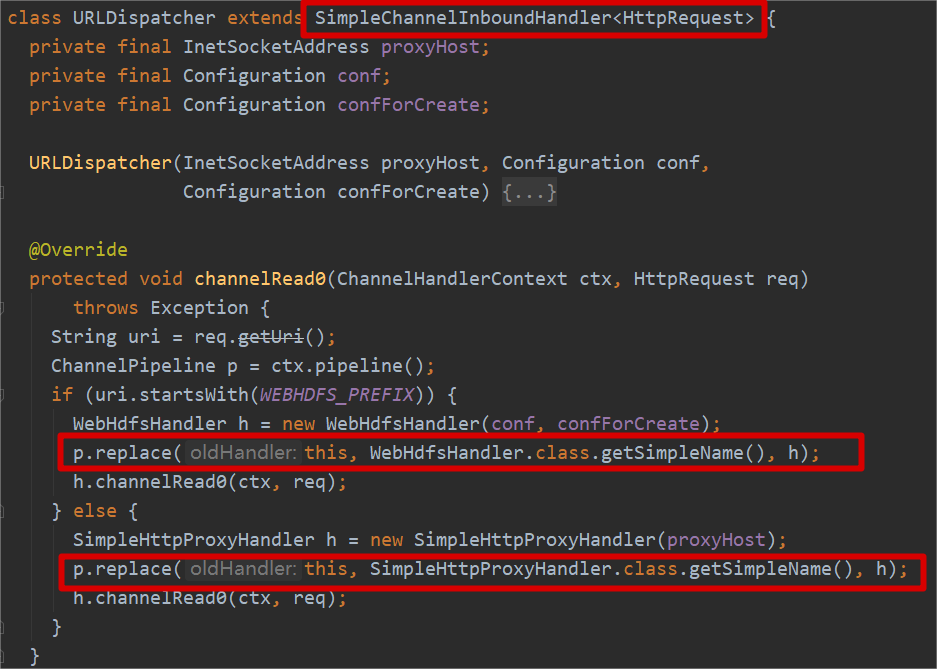 class URLDispatcher extends SimpleChannelInboundHandler<HttpRequest> {
private final InetSocketAddress proxyHost;
private final Configuration conf;
private final Configuration confForCreate;
URLDispatcher(InetSocketAddress proxyHost, Configuration conf,
Configuration confForCreate) {...}
@Override
protected void channelRead0(ChannelHandlerContext ctx, HttpRequest req)
throws Exception {
String uri = req.getUri();
ChannelPipeline p = ctx.pipeline();
if (uri.startsWith(WEBHDFS_PREFIX)) {
WebHdfsHandler h = new WebHdfsHandler(conf, confForCreate);
p.replace( oldHandler: this, WebHdfsHandler.class.getSimpleName(), h);
h.channelRead0(ctx, req);
} else {
SimpleHttpProxyHandler h = new SimpleHttpProxyHandler(proxyHost);
p.replace( oldHandler: this, SimpleHttpProxyHandler.class.getSimpleName(), h);
h.channelRead0(ctx, req);
}
}